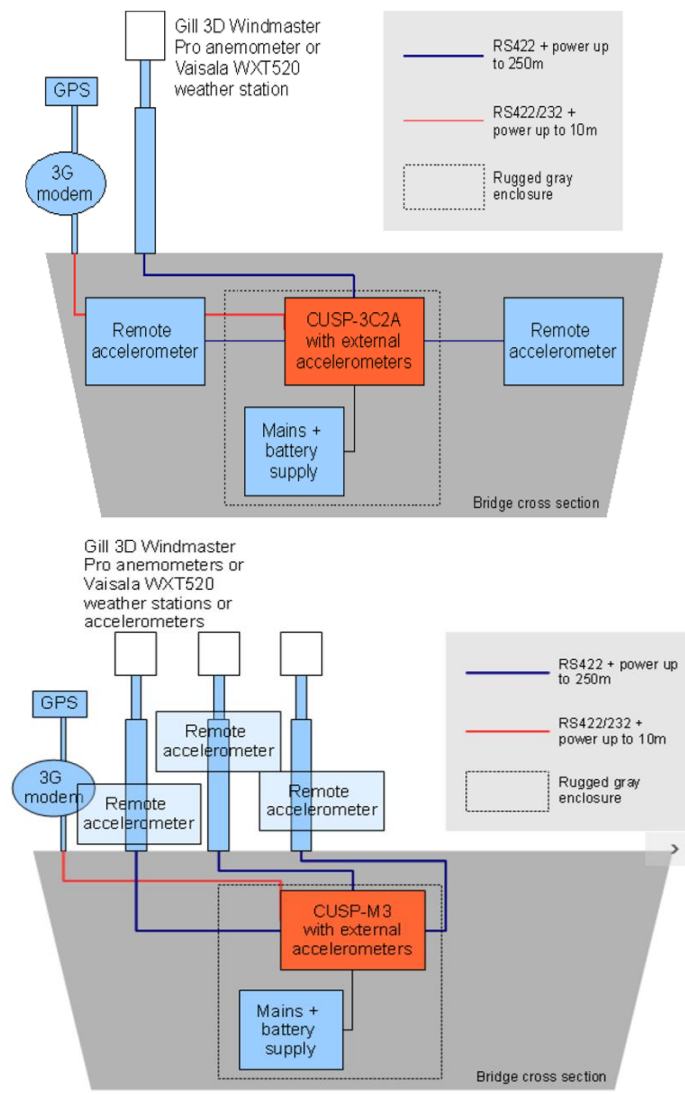 Gill 3D Windmaster
Pro anemometer or
Vaisala WXT520
weather station
GPS
3G
modem
RS422 + power up
to 250m
RS422/232 +
power up to 10m
Rugged gray
enclosure
Remote
accelerometer
CUSP-3C2A
with external
accelerometers
Remote
accelerometer
Mains +
battery
supply
Bridge cross section
Gill 3D Windmaster
Pro anemometers or
Vaisala WXT520
weather stations or
accelerometers
GPS
3G
modem
Remote
accelerometer
Remote
accelerometer
Remote
accelerometer
RS422 + power up
to 250m
RS422/232 +
power up to 10m
Rugged gray
enclosure
CUSP-M3
with external
accelerometers
Mains +
battery
supply
Bridge cross section